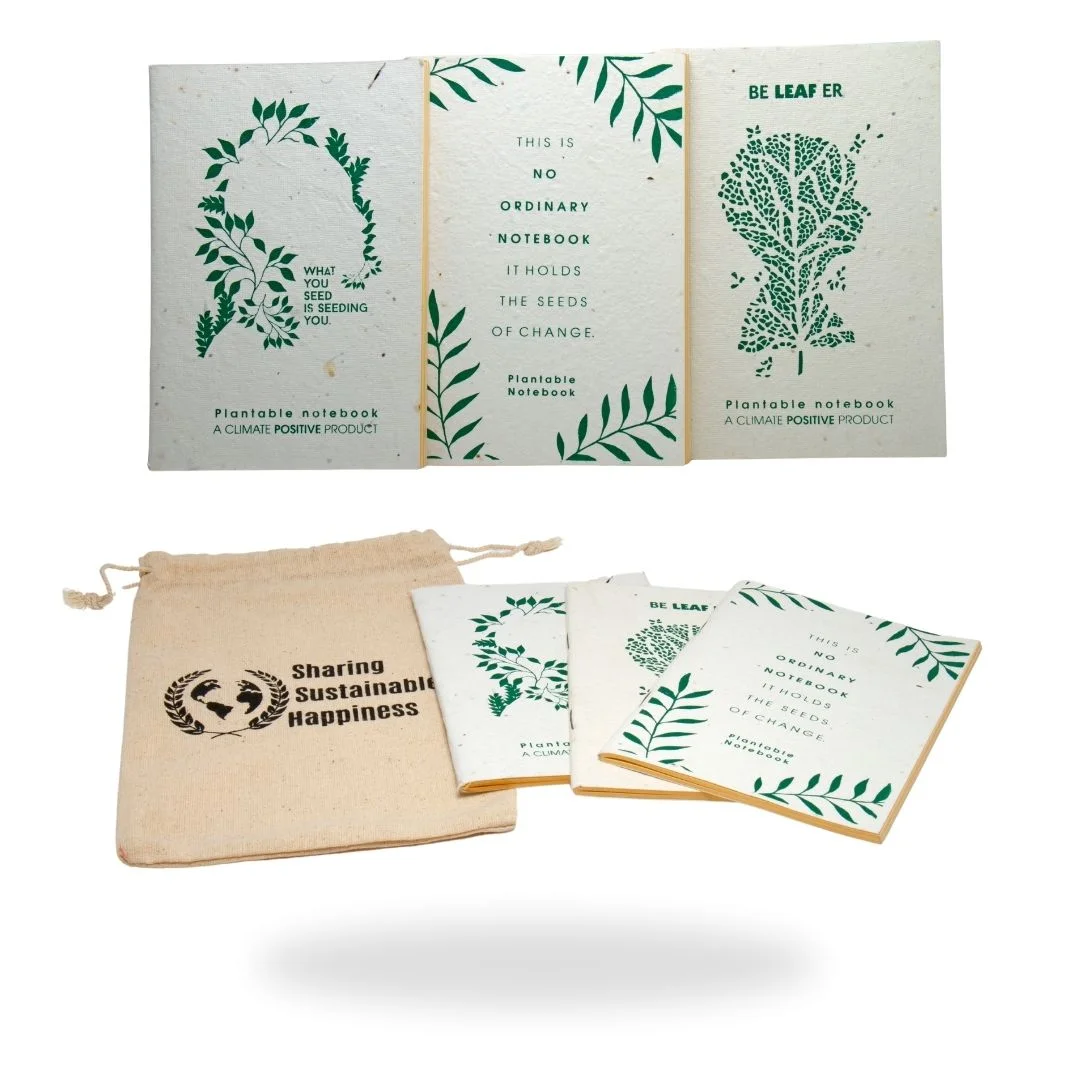 WHAT
YOU
SEED
IS SEEDING
YOU.
Plantable notebook
A CLIMATE POSITIVE PRODUCT
THIS IS
NO
ORDINARY
NOTEBOOK
IT HOLDS
THE SEEDS
OF CHANGE.
Plantable
Notebook
BE LEAF ER
Plantable notebook
A CLIMATE POSITIVE PRODUCT
Sharing
Sustainable
Happiness
Planta
A CLIMA
BE LEAF
THIS IS
NO
ORDINARY
NOTEBOOK
IT HOLDS
THE SEEDS
OF CHANGE.
Plantable
Notebook